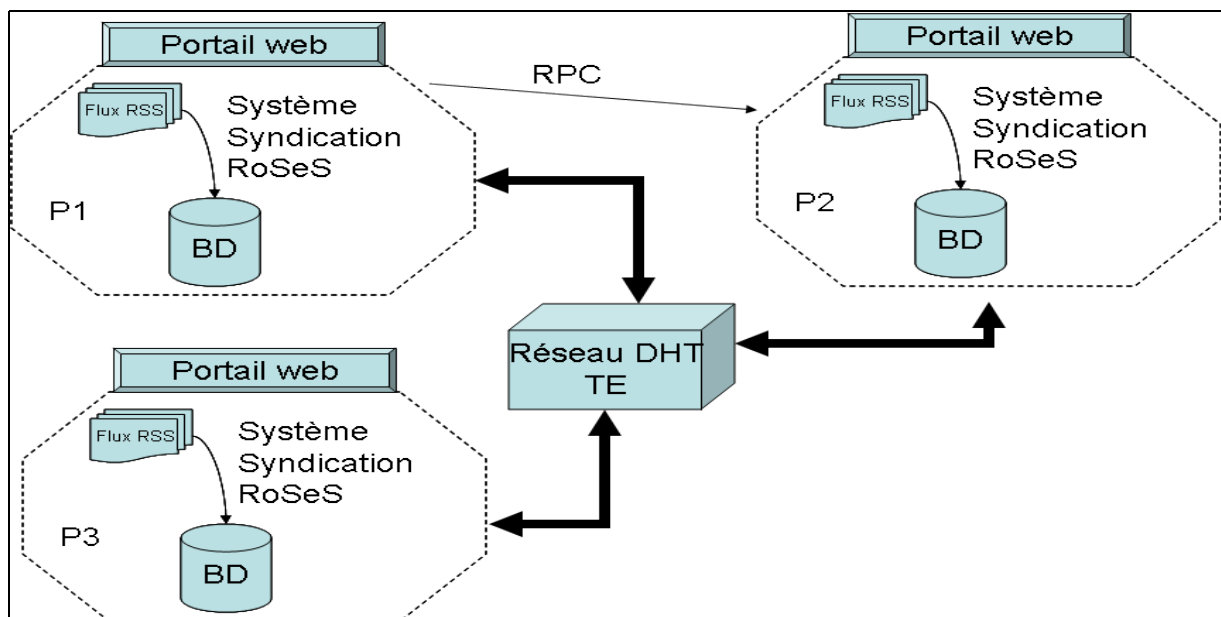 Portail web
Flux RSS
Système
Syndication
RoSeS
P1
BD
RPC
Portail web
Flux RSS
Système
Syndication
RoSeS
P2
BD
Réseau DHT
TE
Portail web
Flux RSS
Système
Syndication
RoSeS
P3
BD